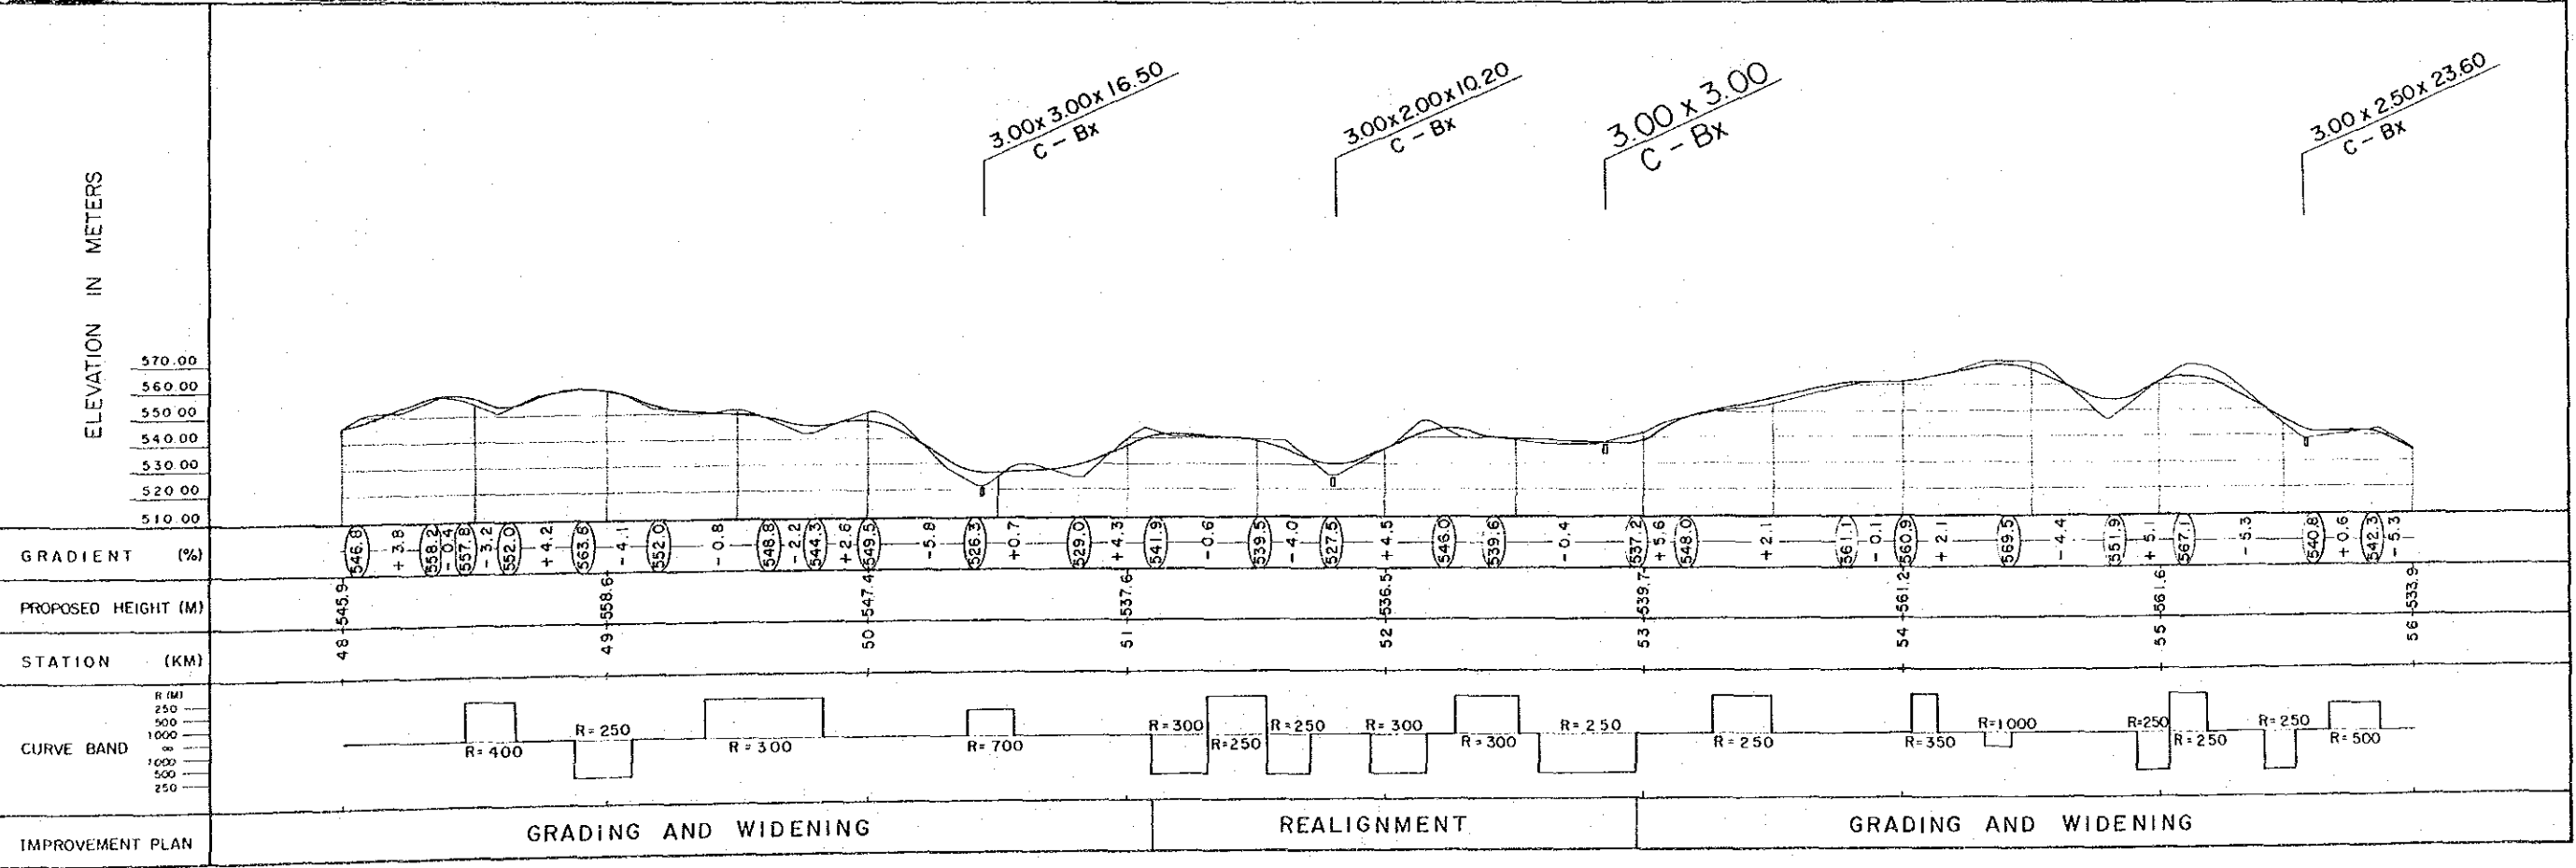 3.00x3.00x16.50
C-Bx
3.00x2.00x10.20
C-Bx
3.00 x 3.00
C-Bx
3.00 x 2.50x 23.60
C-Bx
ELEVATION IN METERS
570.00
560.00
550.00
540.00
530.00
520.00
510.00
GRADIENT (%)
546.8 +3.8 558.2 -0.4 557.8 -3.2 552.0 +4.2 563.8 -4.1 552.0 -0.8 548.8 -2.2 544.3 +2.6 549.5 -5.8 526.3 +0.7 529.0 +4.3 541.9 -0.6 539.5 -4.0 527.5 +4.5 546.0 539.6 -0.4 537.2 +5.6 548.0 +2.1 561.1 -0.1 560.9 +2.1 569.5 -4.4 551.9 +5.1 567.1 -5.3 540.8 +0.6 542.3 -5.3
PROPOSED HEIGHT (M)
545.9 558.6 547.4 537.6 536.5 539.7 561.2 561.6 533.9
STATION (KM)
48 49 50 51 52 53 54 55 56
CURVE BAND
R (M)
250
500
1000
∞
1000
500
250
R=400 R=250 R=300 R=700 R=300 R=250 R=250 R=300 R=300 R=250 R=250 R=350 R=1000 R=250 R=250 R=250 R=500
IMPROVEMENT PLAN
GRADING AND WIDENING REALIGNMENT GRADING AND WIDENING